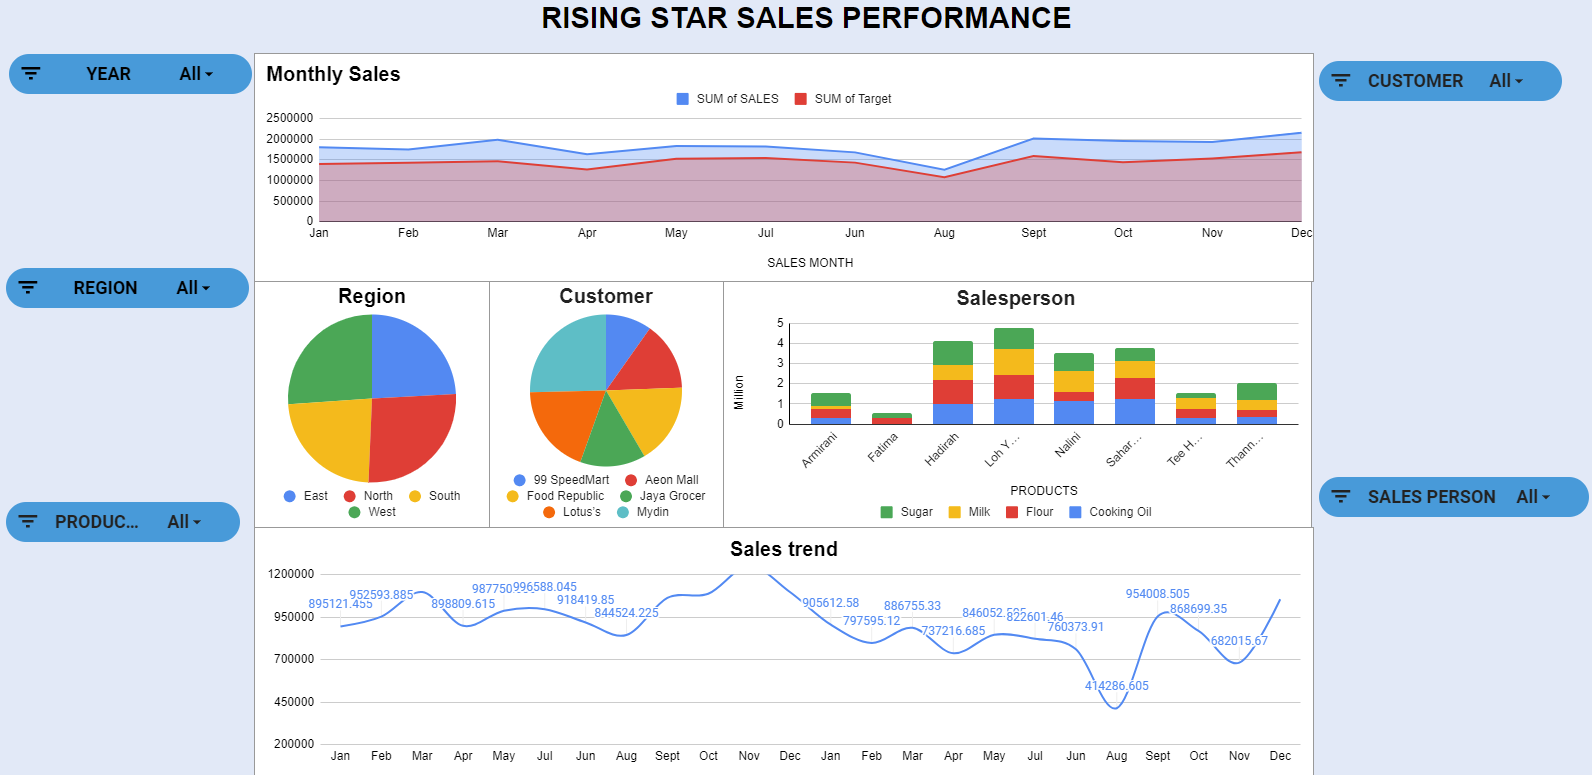 RISING STAR SALES PERFORMANCE
YEAR All
CUSTOMER All
REGION All
PRODUC... All
SALES PERSON All
Monthly Sales
SUM of SALES SUM of Target
2500000
2000000
1500000
1000000
500000
0
Jan Feb Mar Apr May Jul Jun Aug Sept Oct Nov Dec
SALES MONTH
Region
East North South
West
Customer
99 SpeedMart Aeon Mall
Food Republic Jaya Grocer
Lotus's Mydin
Salesperson
Million
5
4
3
2
1
0
Armirani Fatima Hadirah Loh Y... Nalini Sahar... Tee H... Thann...
PRODUCTS
Sugar Milk Flour Cooking Oil
Sales trend
1200000
950000
700000
450000
200000
895121.455 952593.885 898809.615 987750 996588.045 918419.85 844524.225 905612.58 797595.12 886755.33 737216.685 846052 822601.46 760373.91 414286.605 954008.505 868699.35 682015.67
Jan Feb Mar Apr May Jul Jun Aug Sept Oct Nov Dec Jan Feb Mar Apr May Jul Jun Aug Sept Oct Nov Dec